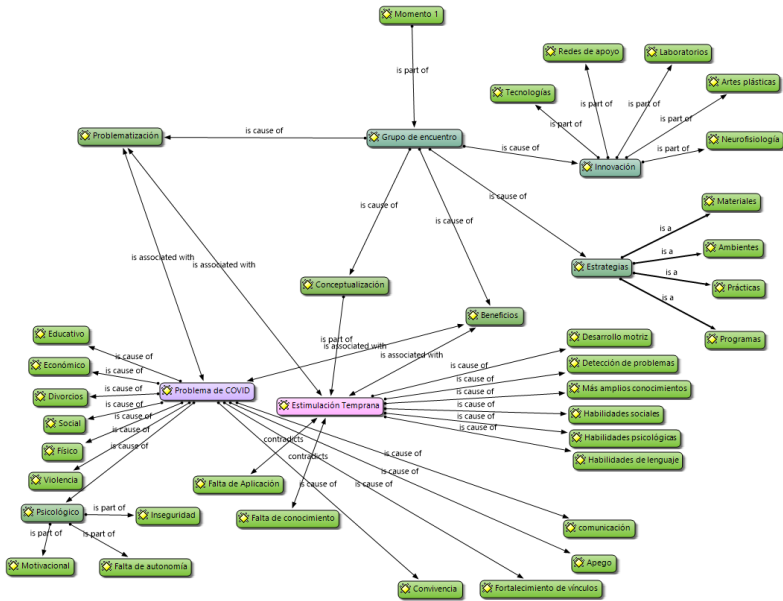 Momento 1
Redes de apoyo
Laboratorios
is part of
Tecnologías
is part of
is part of
Artes plásticas
is part of
is part of
Problematización
is cause of
Grupo de encuentro
is cause of
is part of
Neurofisiología
Innovación
is cause of
is cause of
is cause of
Materiales
is a
Ambientes
is a
is associated with
is associated with
Estrategias
is a
Prácticas
is a
Conceptualización
Beneficios
Programas
Educativo
is part of
is associated with
is associated with
Desarrollo motriz
is cause of
Económico
is cause of
is cause of
Detección de problemas
Divorcios
is cause of
Problema de COVID
is cause of
Más amplios conocimientos
Social
is cause of
Estimulación Temprana
is cause of
Habilidades sociales
is cause of
Físico
is cause of
is cause of
Habilidades psicológicas
is cause of
contradicts
is cause of
Habilidades de lenguaje
Violencia
contradicts
is cause of
Falta de Aplicación
is cause of
is cause of
is cause of
Psicológico
is part of
Inseguridad
Falta de conocimiento
comunicación
is part of
is part of
Motivacional
Falta de autonomía
Apego
Convivencia
Fortalecimiento de vínculos